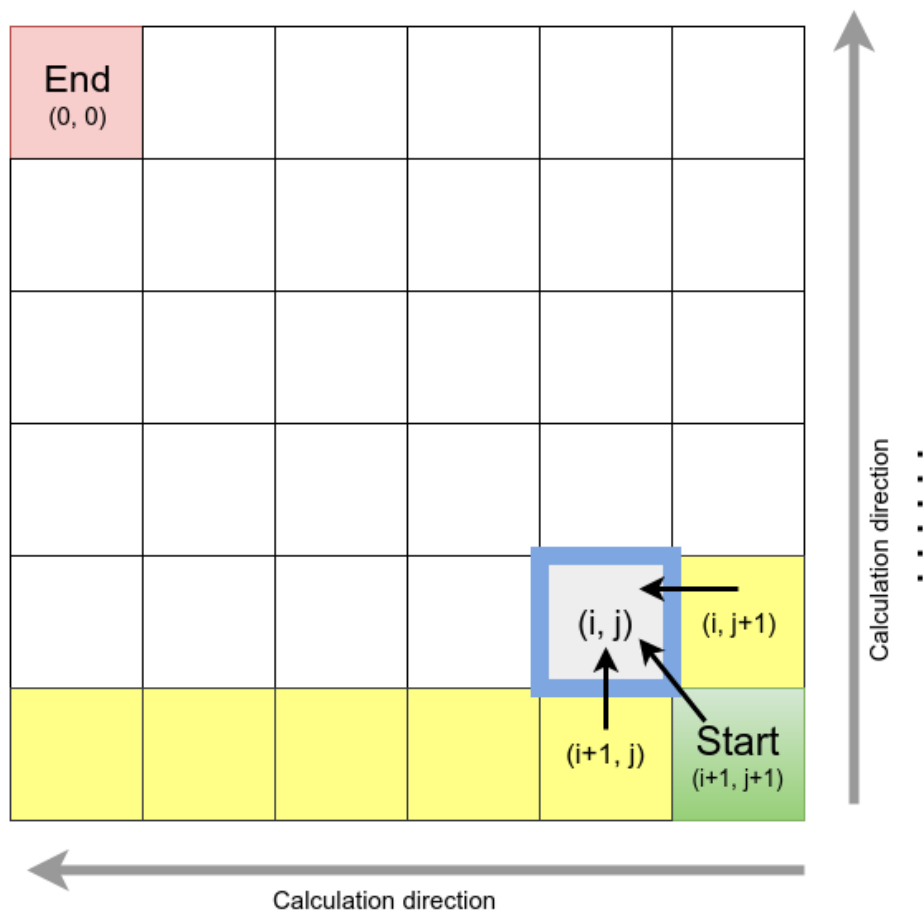 End
(0, 0)
(i, j)
(i, j+1)
(i+1, j)
Start
(i+1, j+1)
Calculation direction
Calculation direction